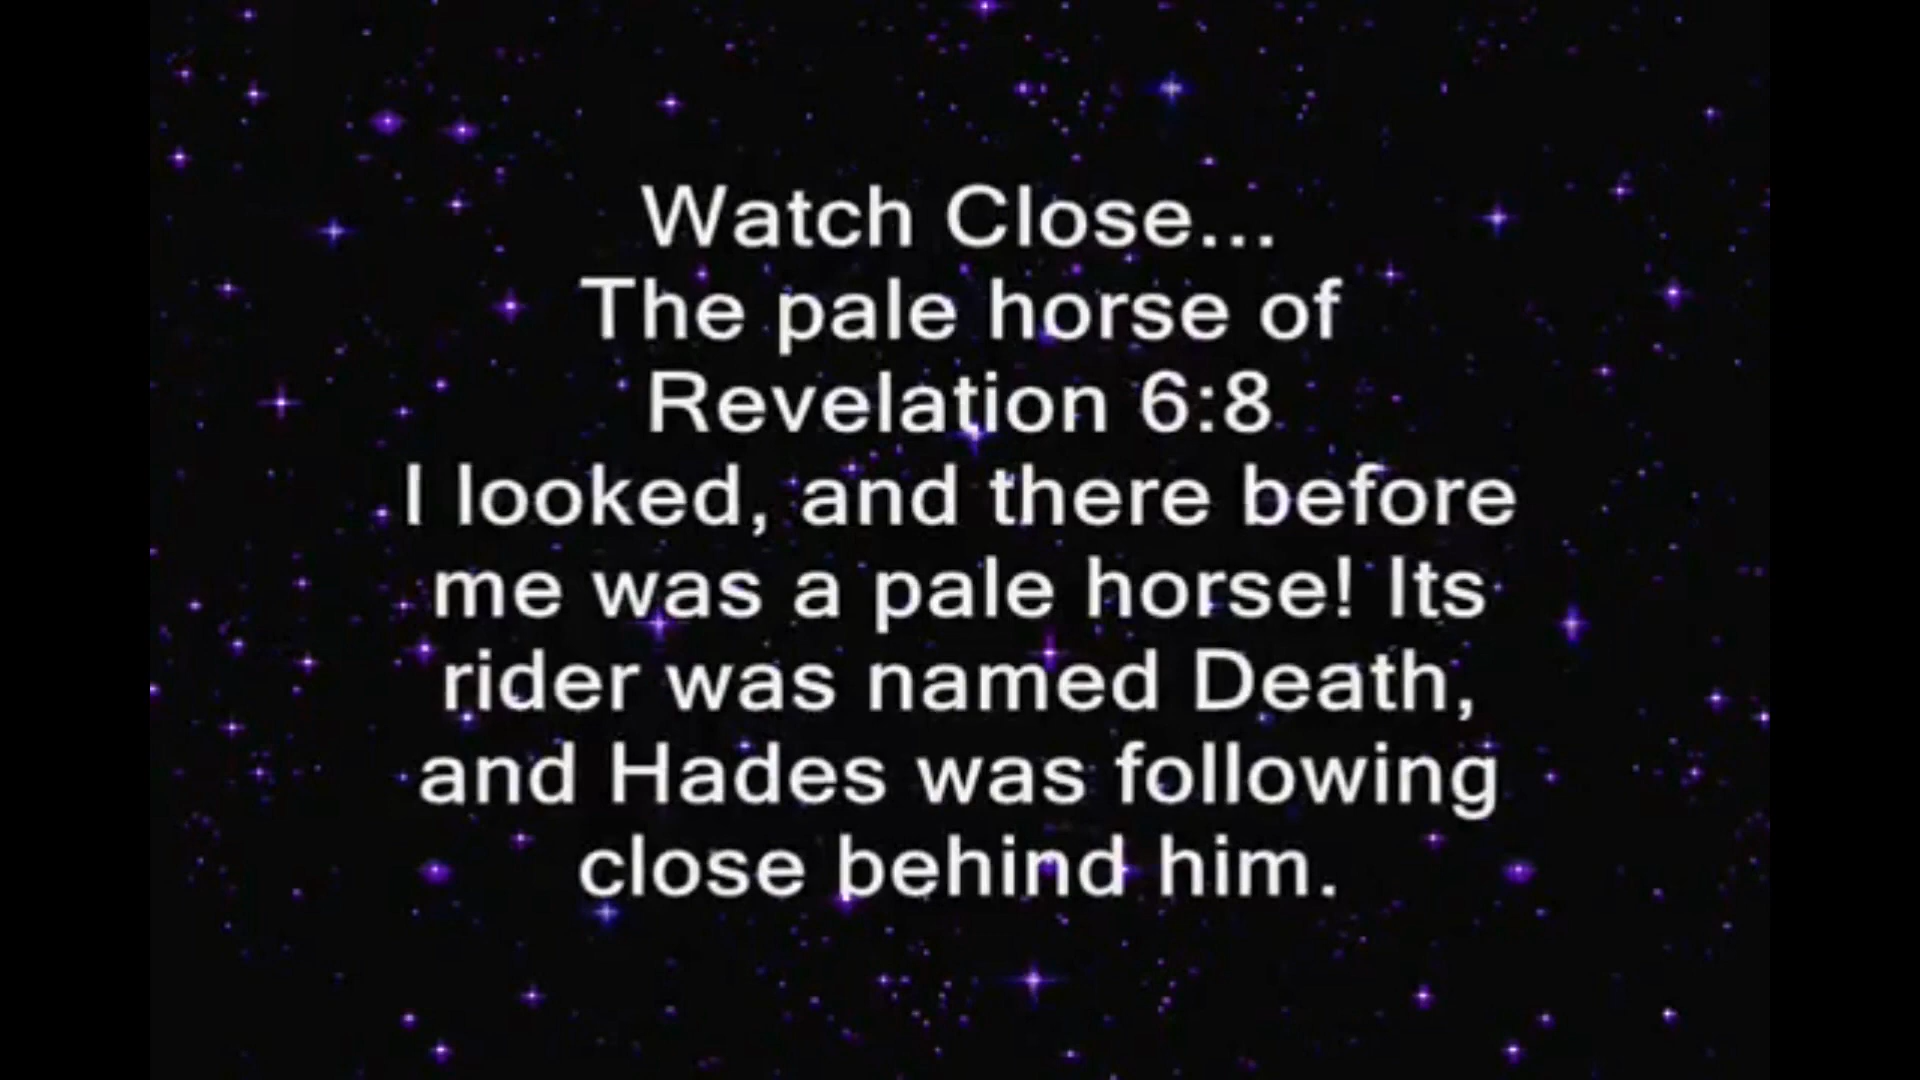 Watch Close...
The pale horse of
Revelation 6:8
I looked, and there before
me was a pale horse! Its
rider was named Death,
and Hades was following
close behind him.